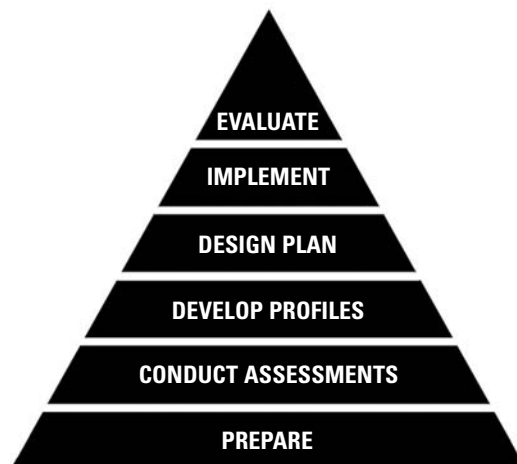 EVALUATE
IMPLEMENT
DESIGN PLAN
DEVELOP PROFILES
CONDUCT ASSESSMENTS
PREPARE